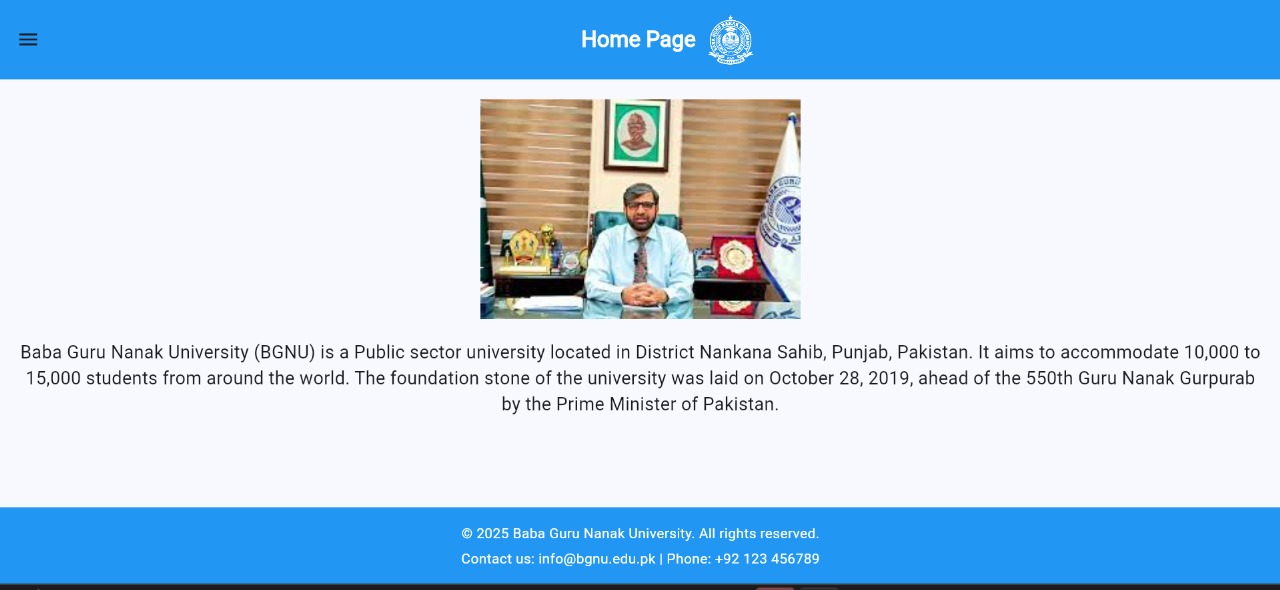 Home Page
Baba Guru Nanak University (BGNU) is a Public sector university located in District Nankana Sahib, Punjab, Pakistan. It aims to accommodate 10,000 to
15,000 students from around the world. The foundation stone of the university was laid on October 28, 2019, ahead of the 550th Guru Nanak Gurpurab
by the Prime Minister of Pakistan.
© 2025 Baba Guru Nanak University. All rights reserved.
Contact us: info@bgnu.edu.pk | Phone: +92 123 456789